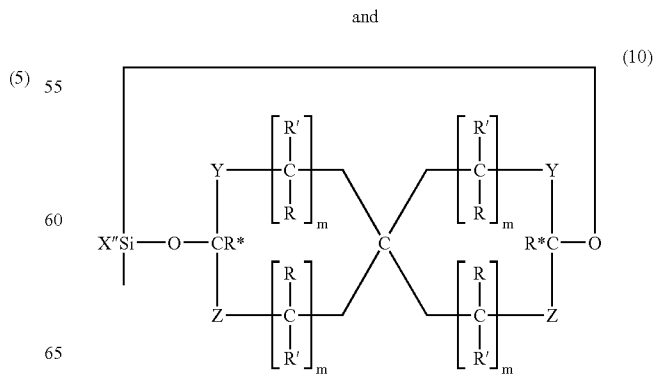 and
(10)
(5) 55
R' R'
Y C C Y
R m R m
60
X"Si—O—CR* C R*C—O
R R
Z C C Z
R' m R' m
65